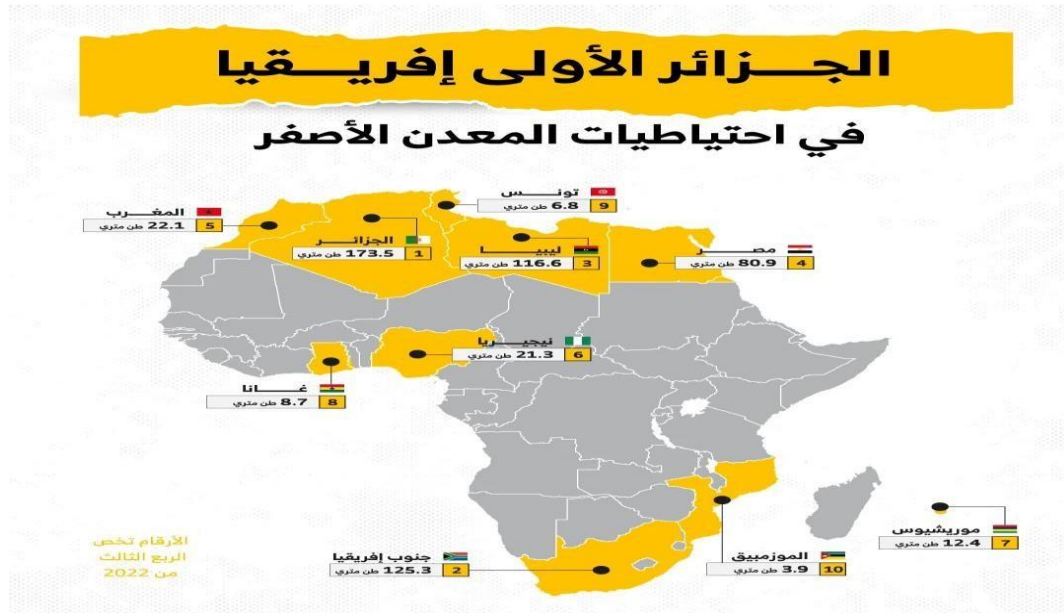 الجـــزائر الأولى إفريـــقيا
في احتياطيات المعدن الأصفر
تونـــس
9 6.8 طن متري
المغـــرب
5 22.1 طن متري
الجزائـــر
1 173.5 طن متري
ليبيـــا
3 116.6 طن متري
مصـــر
4 80.9 طن متري
نيجيـــريا
6 21.3 طن متري
غـــانا
8 8.7 طن متري
موريشيوس
7 12.4 طن متري
الموزمبيق
10 3.9 طن متري
جنوب إفريقيا
2 125.3 طن متري
الأرقام تخص
الربع الثالث
من 2022